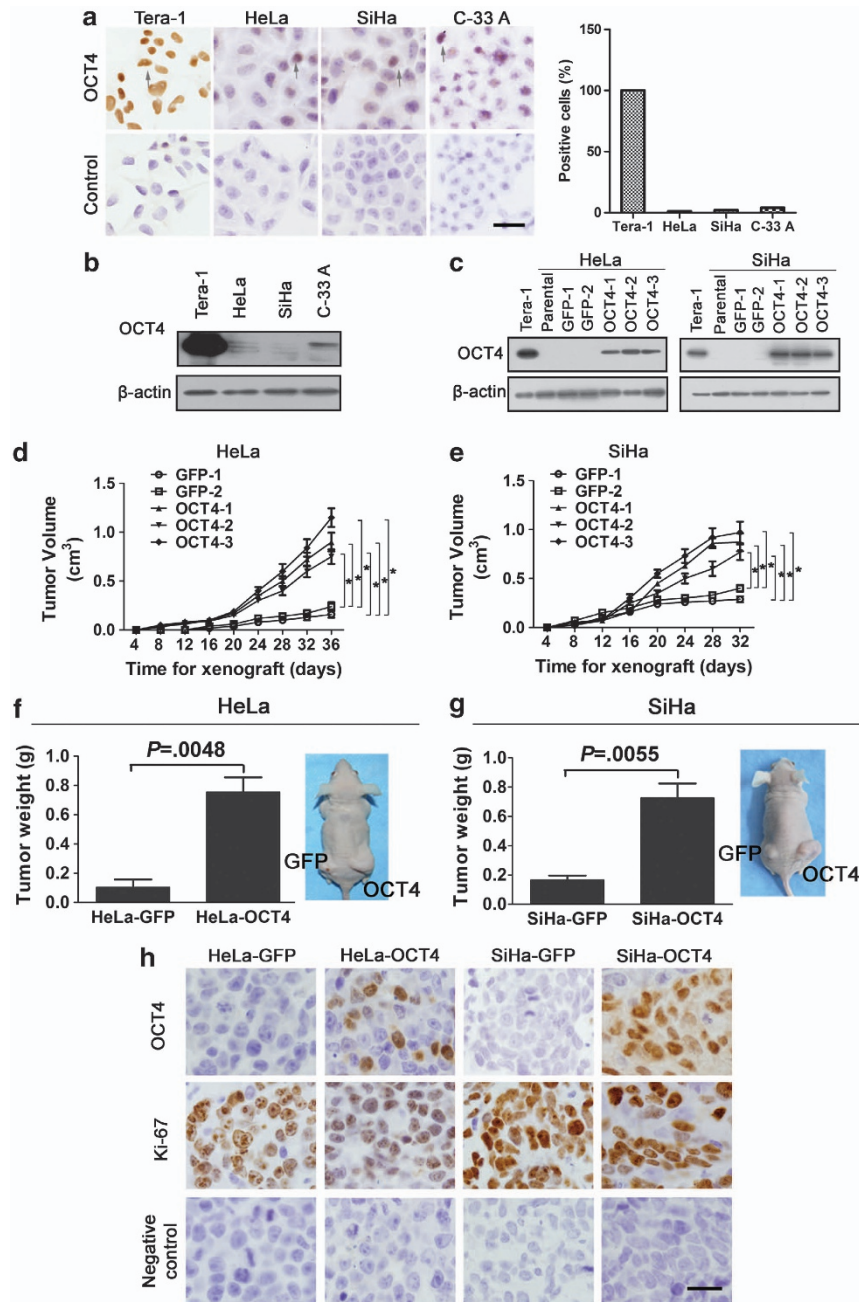 a
Tera-1 HeLa SiHa C-33 A
OCT4
Control
Positive cells (%)
150
100
50
0
Tera-1 HeLa SiHa C-33 A
b
Tera-1 HeLa SiHa C-33 A
OCT4
β-actin
c
HeLa
Tera-1 Parental GFP-1 GFP-2 OCT4-1 OCT4-2 OCT4-3
SiHa
Tera-1 Parental GFP-1 GFP-2 OCT4-1 OCT4-2 OCT4-3
OCT4
β-actin
d
HeLa
GFP-1
GFP-2
OCT4-1
OCT4-2
OCT4-3
Tumor Volume
(cm³)
1.5
1.0
0.5
0.0
4 8 12 16 20 24 28 32 36
Time for xenograft (days)
* * * * * *
e
SiHa
GFP-1
GFP-2
OCT4-1
OCT4-2
OCT4-3
Tumor Volume
(cm³)
1.5
1.0
0.5
0.0
4 8 12 16 20 24 28 32
Time for xenograft (days)
* * * * * *
f
HeLa
Tumor weight (g)
1.0
0.8
0.6
0.4
0.2
0.0
P=.0048
HeLa-GFP HeLa-OCT4
GFP
OCT4
g
SiHa
Tumor weight (g)
1.0
0.8
0.6
0.4
0.2
0.0
P=.0055
SiHa-GFP SiHa-OCT4
GFP
OCT4
h
HeLa-GFP HeLa-OCT4 SiHa-GFP SiHa-OCT4
OCT4
Ki-67
Negative
control